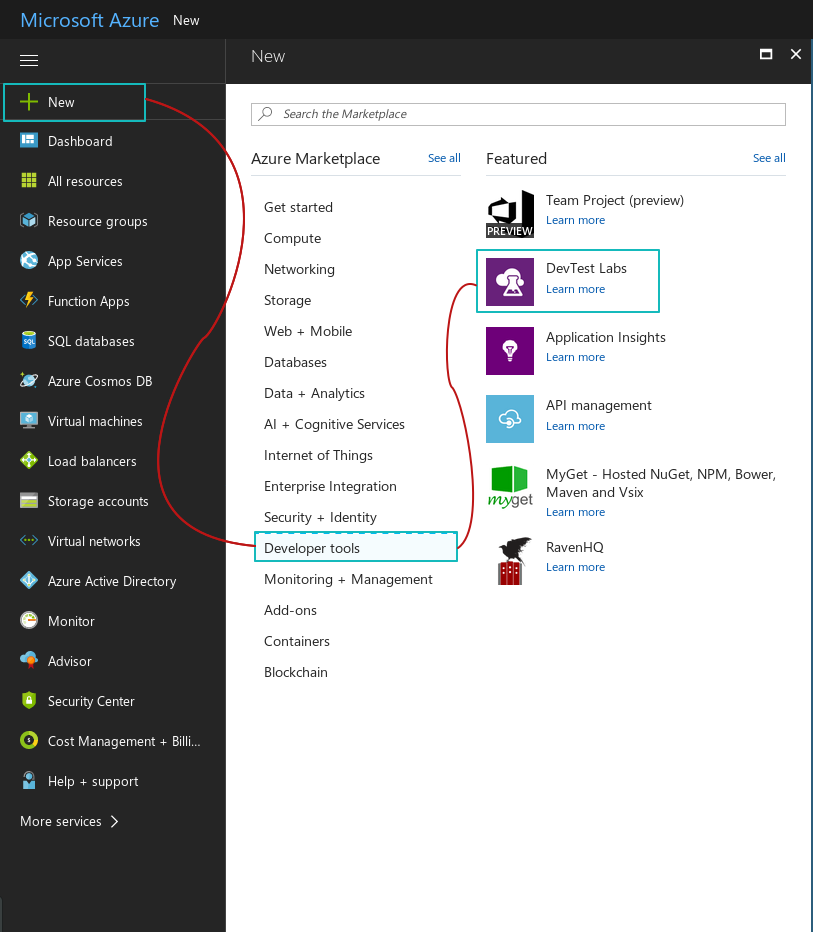 Microsoft Azure New
New
Dashboard
All resources
Resource groups
App Services
Function Apps
SQL
SQL databases
Azure Cosmos DB
Virtual machines
Load balancers
Storage accounts
Virtual networks
Azure Active Directory
Monitor
Advisor
Security Center
$
Cost Management + Billi...
Help + support
More services
New
Search the Marketplace
Azure Marketplace See all
Get started
Compute
Networking
Storage
Web + Mobile
Databases
Data + Analytics
AI + Cognitive Services
Internet of Things
Enterprise Integration
Security + Identity
Developer tools
Monitoring + Management
Add-ons
Containers
Blockchain
Featured See all
PREVIEW
Team Project (preview)
Learn more
DevTest Labs
Learn more
Application Insights
Learn more
API management
Learn more
myget
MyGet - Hosted NuGet, NPM, Bower,
Maven and Vsix
Learn more
RavenHQ
Learn more